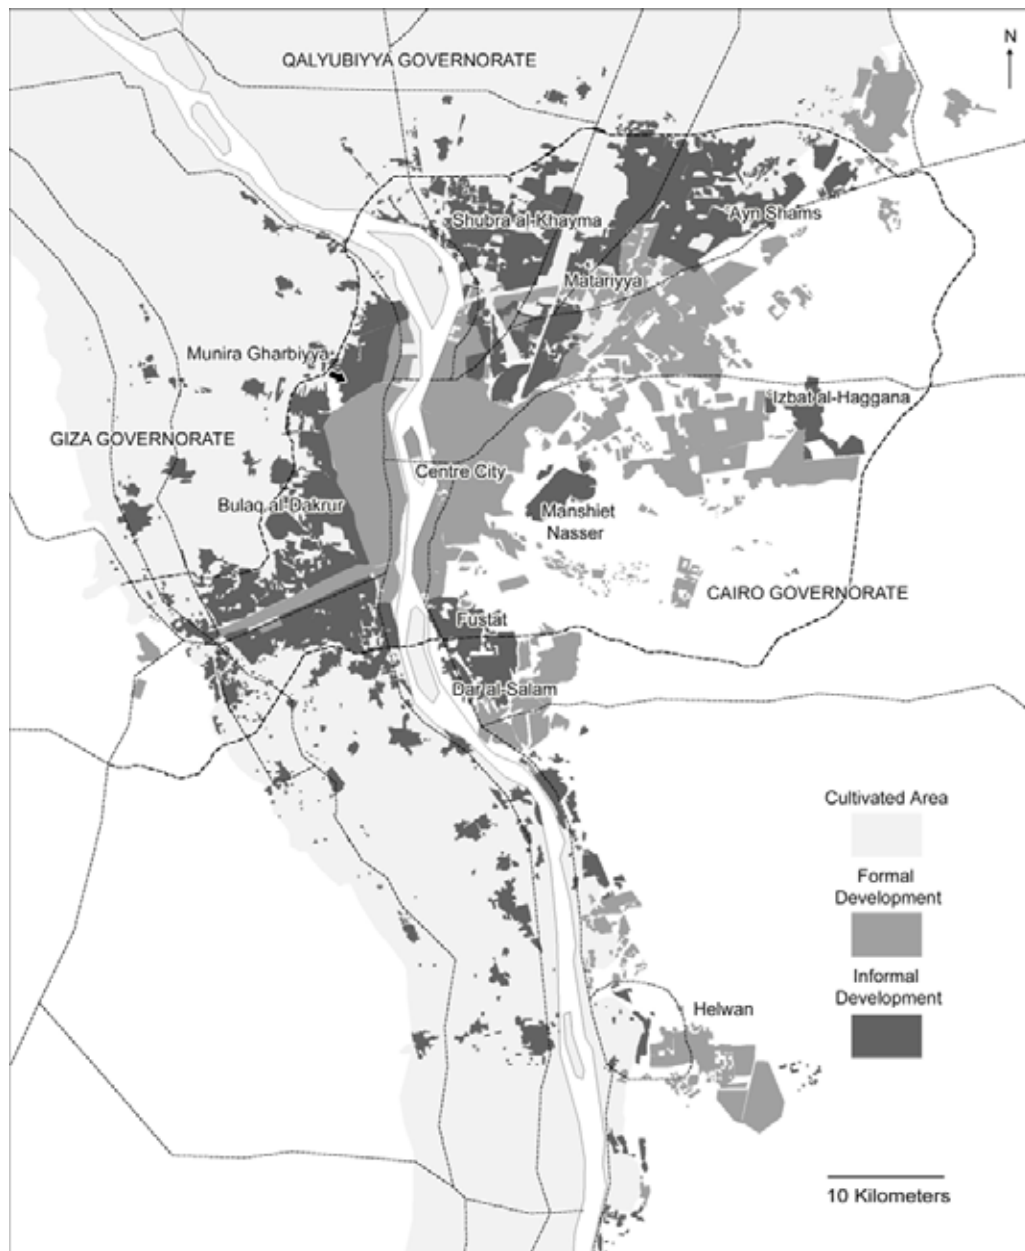 QALYUBIYYA GOVERNORATE
N
Shubra al-Khayma
'Ayn Shams
Matariyya
Munira Gharbiyya
'Izbat al-Haggana
GIZA GOVERNORATE
Centre City
Bulaq al-Dakrur
Manshiet
Nasser
CAIRO GOVERNORATE
Fustat
Dar al-Salam
Cultivated Area
Formal
Development
Informal
Development
Helwan
10 Kilometers